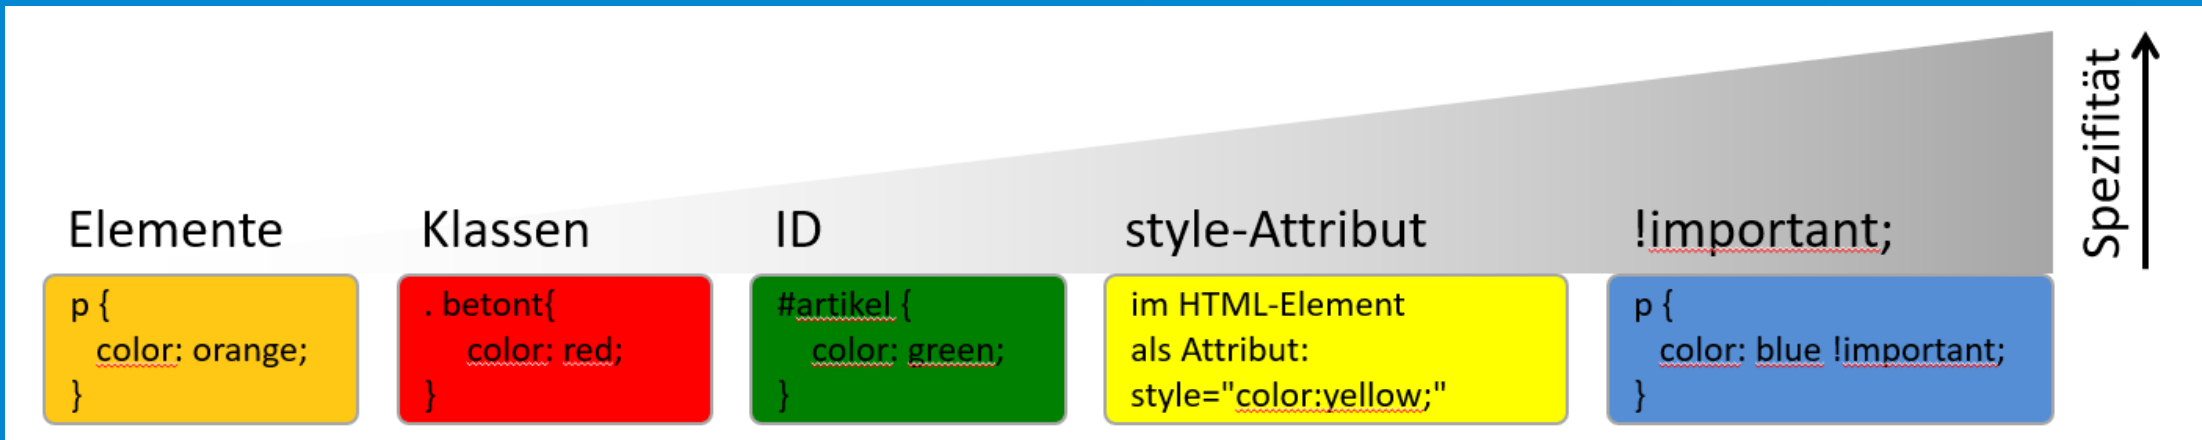 Elemente
p {
color: orange;
}
Klassen
. betont{
color: red;
}
ID
#artikel {
color: green;
}
style-Attribut
im HTML-Element
als Attribut:
style="color:yellow;"
!important;
p {
color: blue !important;
}
Spezifität